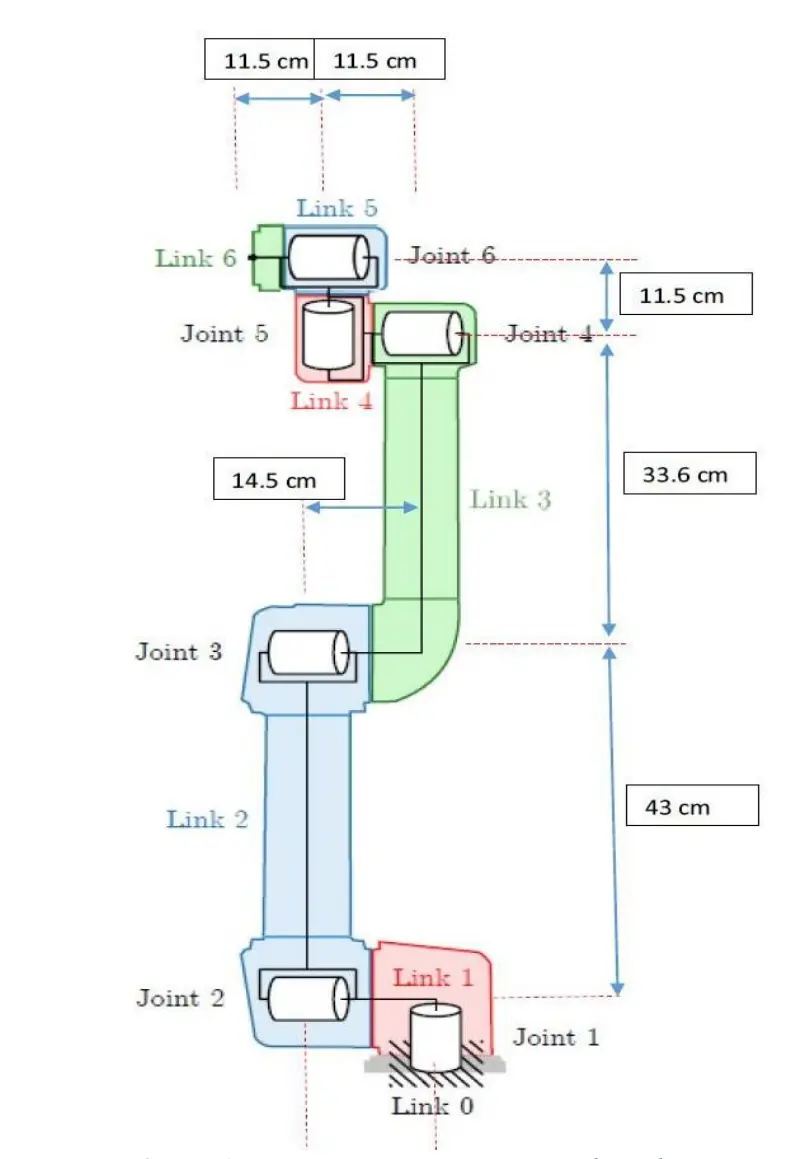 11.5 cm 11.5 cm
Link 5
Link 6
Joint 6
11.5 cm
Joint 5
Joint 4
Link 4
14.5 cm
33.6 cm
Link 3
Joint 3
43 cm
Link 2
Link 1
Joint 2
Joint 1
Link 0